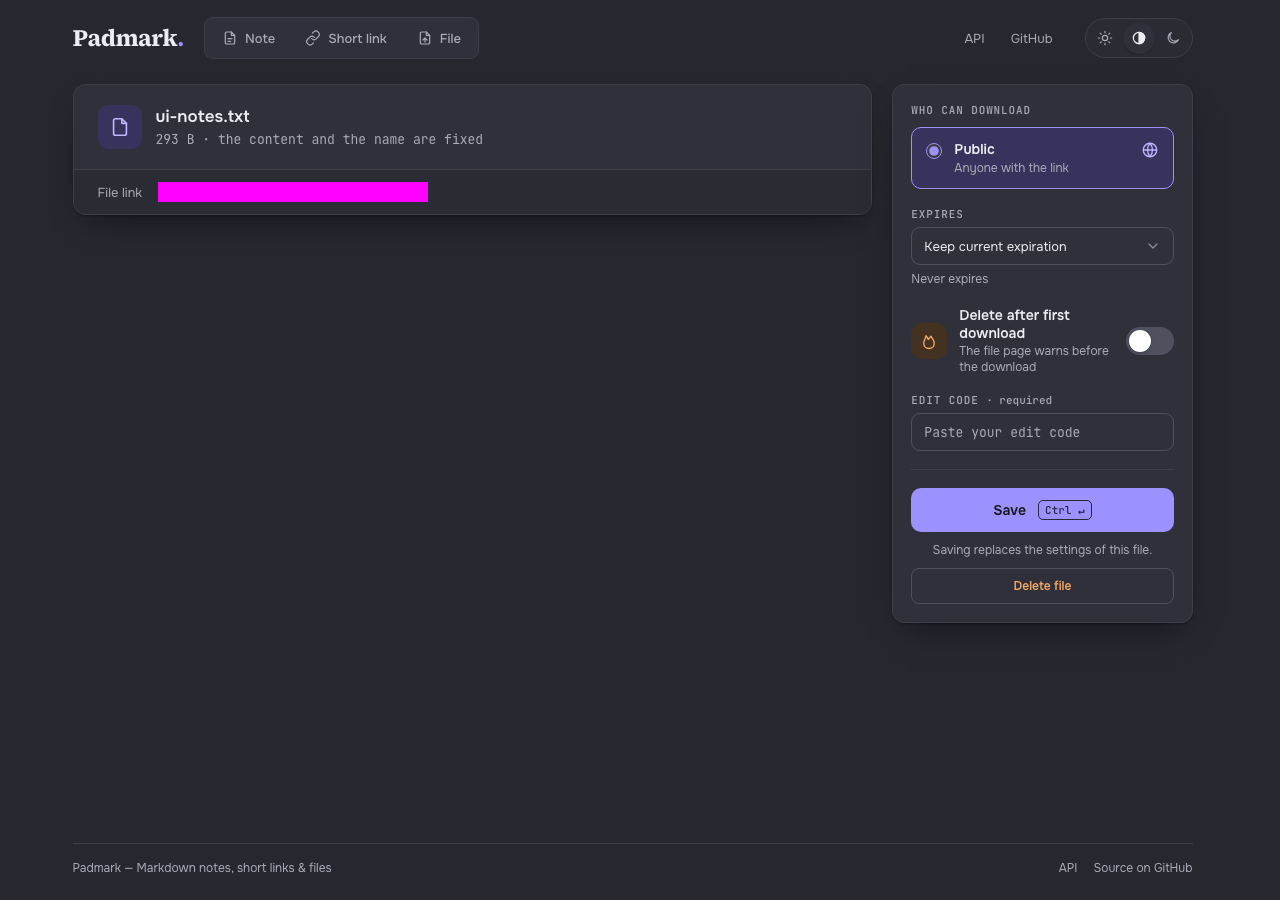 Padmark.
Note
Short link
File
API
GitHub
ui-notes.txt
293 B · the content and the name are fixed
File link
WHO CAN DOWNLOAD
Public
Anyone with the link
EXPIRES
Keep current expiration
Never expires
Delete after first
download
The file page warns before
the download
EDIT CODE · required
Paste your edit code
Save Ctrl ↵
Saving replaces the settings of this file.
Delete file
Padmark — Markdown notes, short links & files
API
Source on GitHub